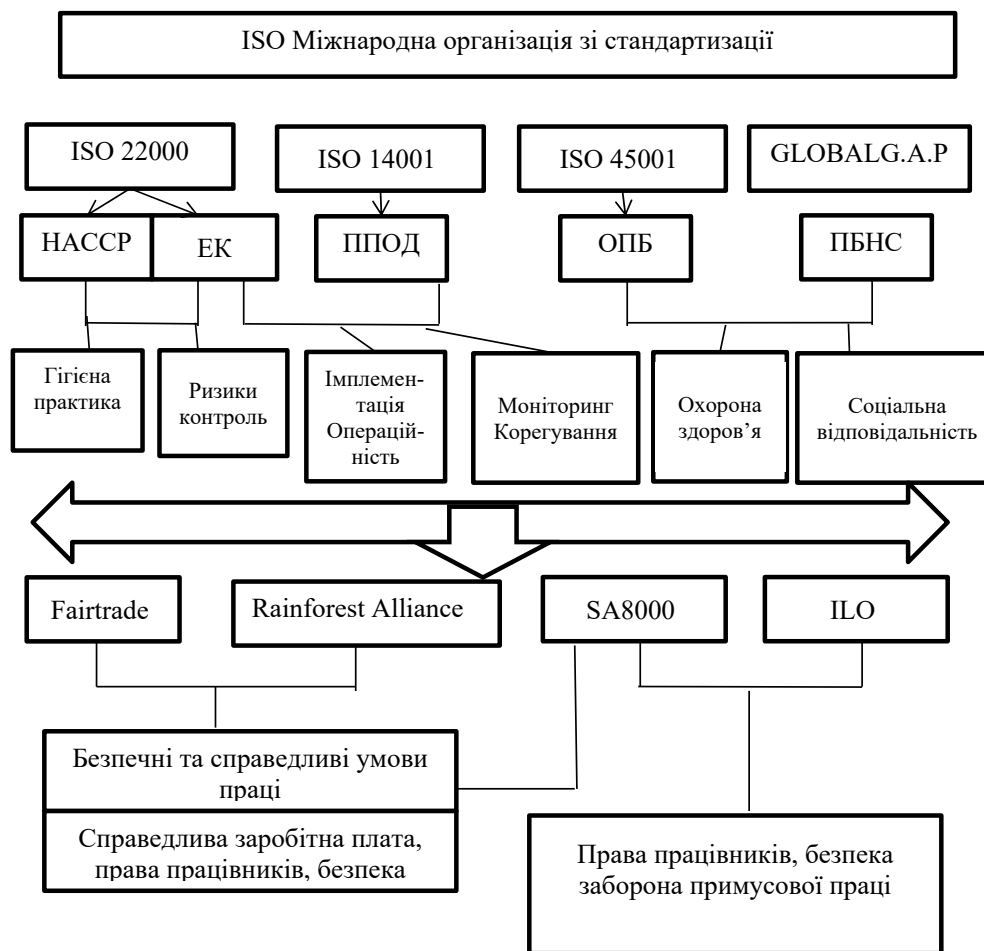 ISO Міжнародна організація зі стандартизації
ISO 22000
ISO 14001
ISO 45001
GLOBALG.A.P
НАССР
ЕК
ППОД
ОПБ
ПБНС
Гігієна
практика
Ризики
контроль
Імплемен-
тація
Операцій-
ність
Моніторинг
Корегування
Охорона
здоров’я
Соціальна
відповідальність
Fairtrade
Rainforest Alliance
SA8000
ILO
Безпечні та справедливі умови
праці
Справедлива заробітна плата,
права працівників, безпека
Права працівників, безпека
заборона примусової праці